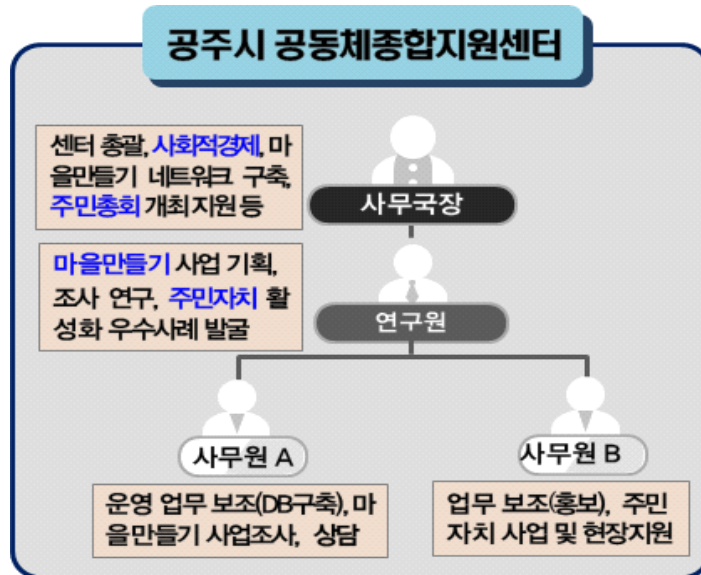 공주시 공동체종합지원센터
센터 총괄, 사회적경제, 마
을만들기 네트워크 구축,
주민총회 개최지원 등
사무국장
마을만들기 사업 기획,
조사 연구, 주민자치 활
성화 우수사례 발굴
연구원
사무원 A
사무원 B
운영 업무 보조(DB구축), 마
을만들기 사업조사, 상담
업무 보조(홍보), 주민
자치 사업 및 현장지원